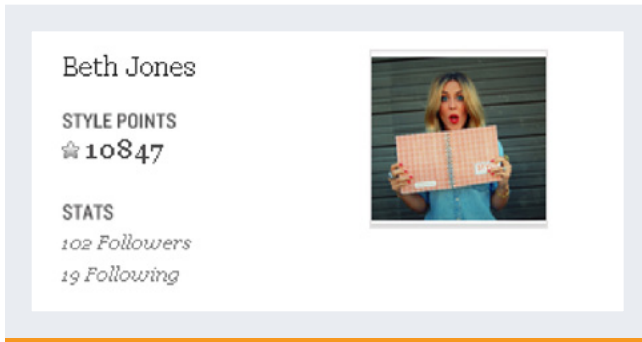 Beth Jones
STYLE POINTS
10847
STATS
102 Followers
19 Following